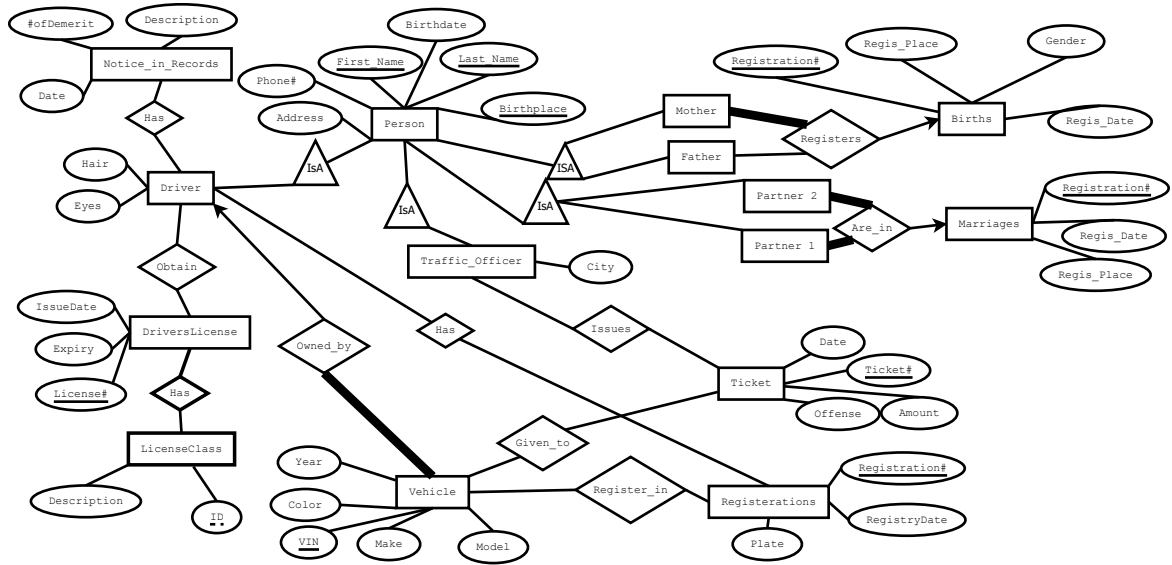 #ofDemerit
Description
Birthdate
Regis_Place
Gender
Notice_in_Records
First_Name
Last_Name
Registration#
Date
Phone#
Birthplace
Mother
Has
Address
Person
Registers
Births
Regis_Date
Hair
IsA
ISA
Father
Driver
Partner 2
Registration#
Eyes
IsA
IsA
Are_in
Marriages
Regis_Date
Partner 1
Obtain
Traffic_Officer
City
Regis_Place
IssueDate
DriversLicense
Owned_by
Has
Issues
Date
Expiry
Ticket#
License#
Has
Ticket
Offense
Amount
LicenseClass
Given_to
Year
Registration#
Description
Color
Vehicle
Register_in
Registerations
ID
RegistryDate
VIN
Make
Model
Plate